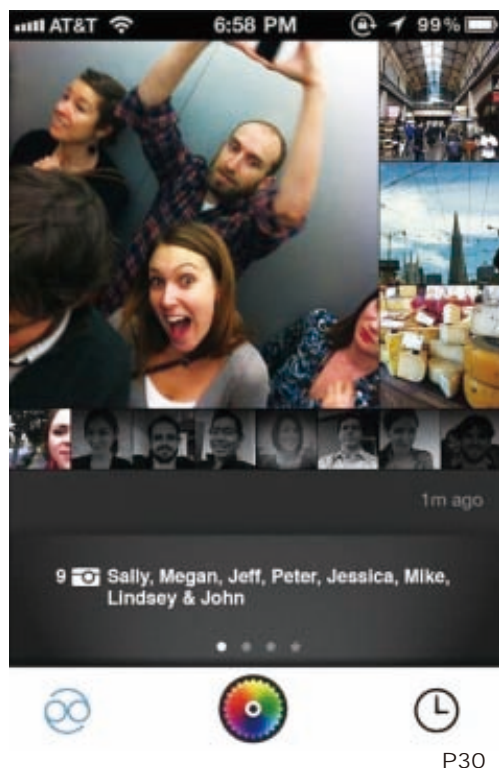 AT&T 6:58 PM 99%
1m ago
9 Sally, Megan, Jeff, Peter, Jessica, Mike,
Lindsey & John
P30